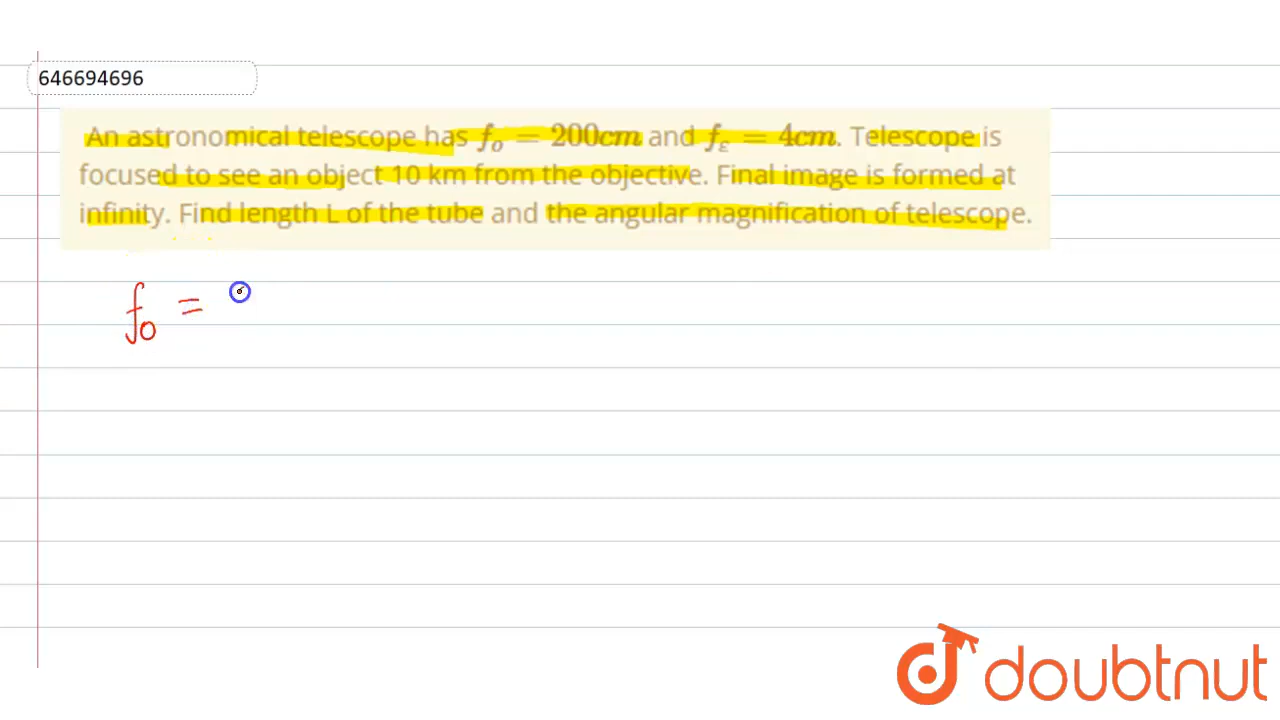 646694696
An astronomical telescope has f_o = 200cm and f_ε = 4cm. Telescope is
focused to see an object 10 km from the objective. Final image is formed at
infinity. Find length L of the tube and the angular magnification of telescope.
f_o =
doubtnut